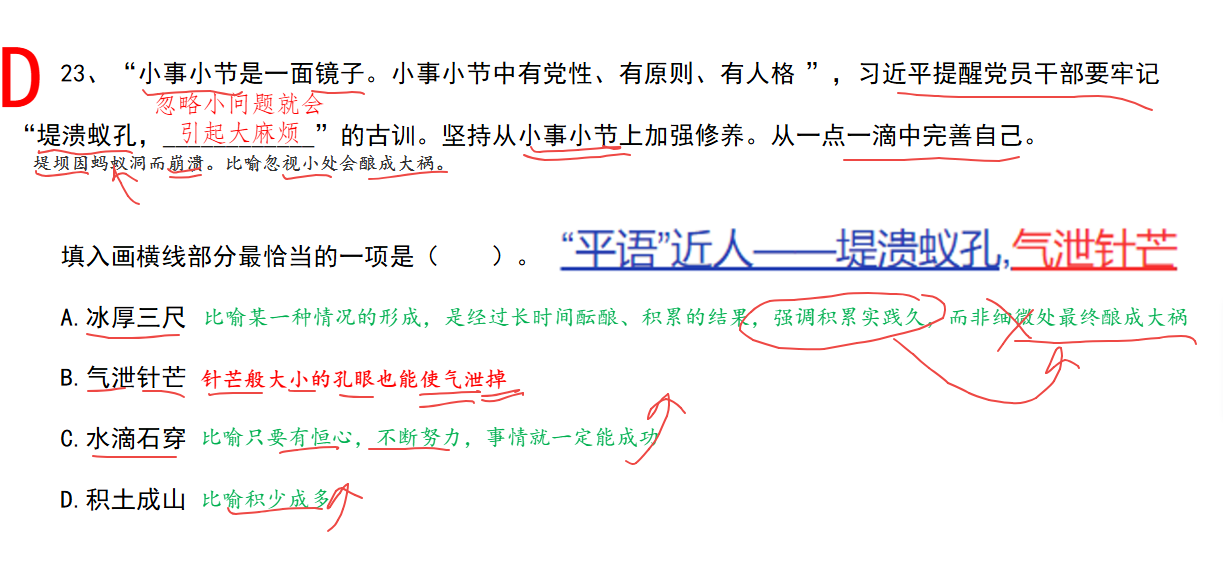 D
23、“小事小节是一面镜子。小事小节中有党性、有原则、有人格 ”，习近平提醒党员干部要牢记
忽略小问题就会
引起大麻烦
“堤溃蚁孔，____________”的古训。坚持从小事小节上加强修养。从一点一滴中完善自己。
堤坝因蚂蚁洞而崩溃。比喻忽视小处会酿成大祸。
填入画横线部分最恰当的一项是（ ）。
“平语”近人——堤溃蚁孔,气泄针芒
A.冰厚三尺 比喻某一种情况的形成，是经过长时间酝酿、积累的结果，强调积累实践久，而非细微处最终酿成大祸
B.气泄针芒 针芒般大小的孔眼也能使气泄掉
C.水滴石穿 比喻只要有恒心，不断努力，事情就一定能成功
D.积土成山 比喻积少成多